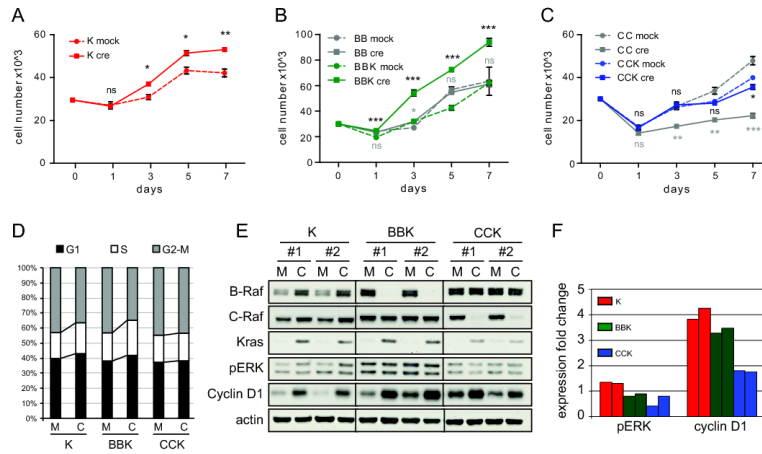 A
K mock
K cre
cell number x10^3
60
40
20
0
ns
*
*
**
0 1 3 5 7
days
B
BB mock
BB cre
BBK mock
BBK cre
cell number x10^3
100
80
60
40
20
0
***
ns
***
*
***
ns
***
ns
0 1 3 5 7
days
C
CC mock
CC cre
CCK mock
CCK cre
cell number x10^3
60
40
20
0
ns
ns
ns
*
ns
**
**
***
0 1 3 5 7
days
D
G1 S G2-M
100%
90%
80%
70%
60%
50%
40%
30%
20%
10%
0%
M C M C M C
K BBK CCK
E
K BBK CCK
#1 #2 #1 #2 #1 #2
M C M C M C M C M C M C
B-Raf
C-Raf
Kras
pERK
Cyclin D1
actin
F
K
BBK
CCK
expression fold change
5
4
3
2
1
0
pERK cyclin D1